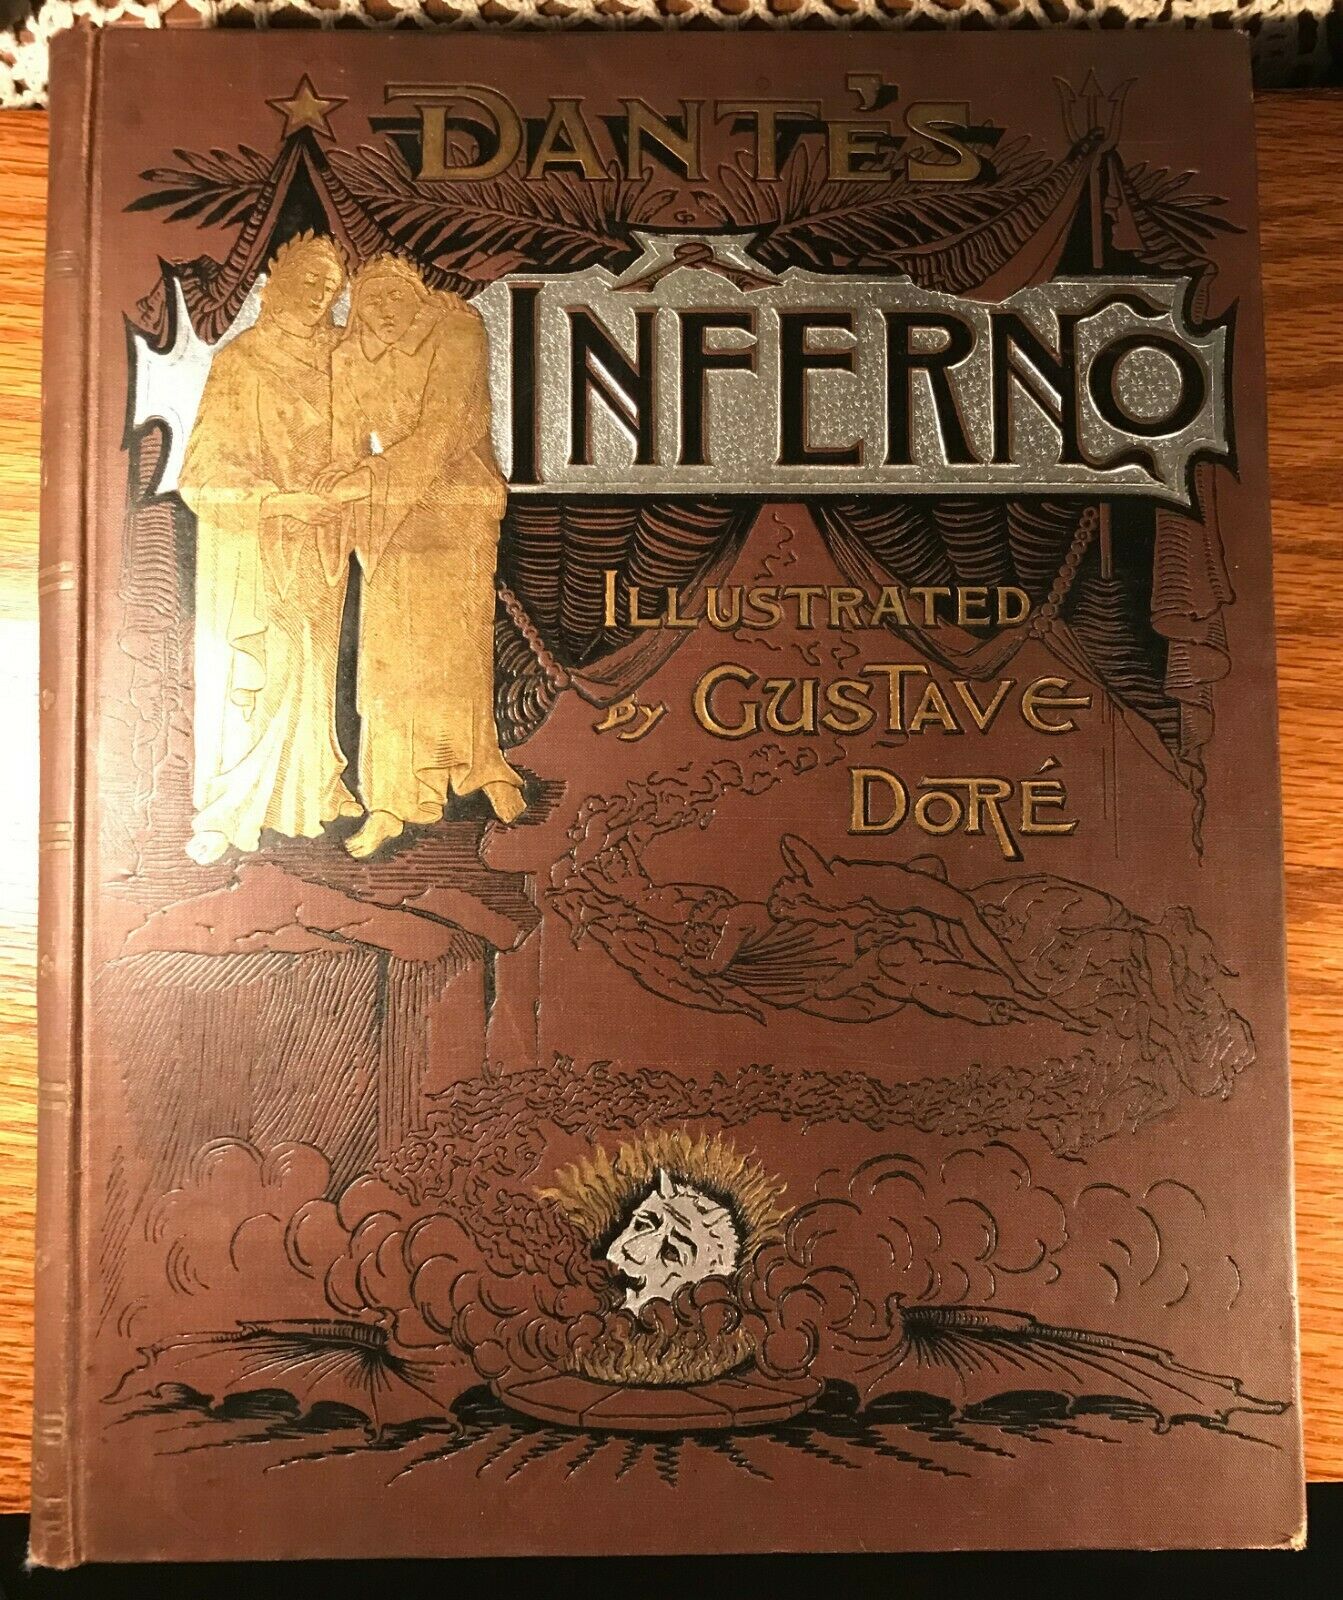 DANTE'S
INFERNO
ILLUSTRATED
BY GUSTAVE
DORÉ